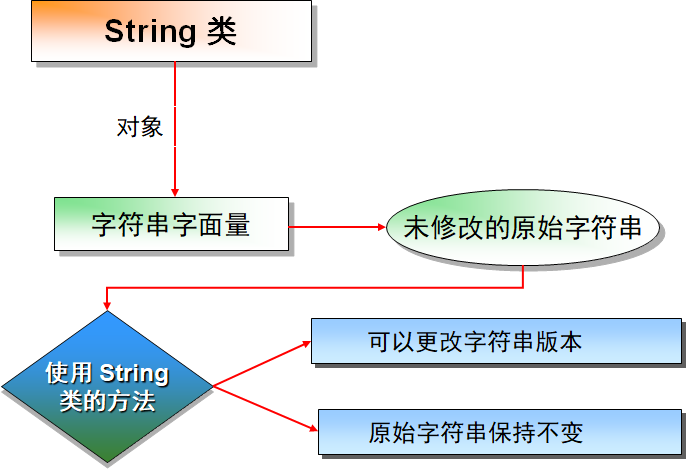 String 类
对象
字符串字面量
未修改的原始字符串
使用 String
类的方法
可以更改字符串版本
原始字符串保持不变